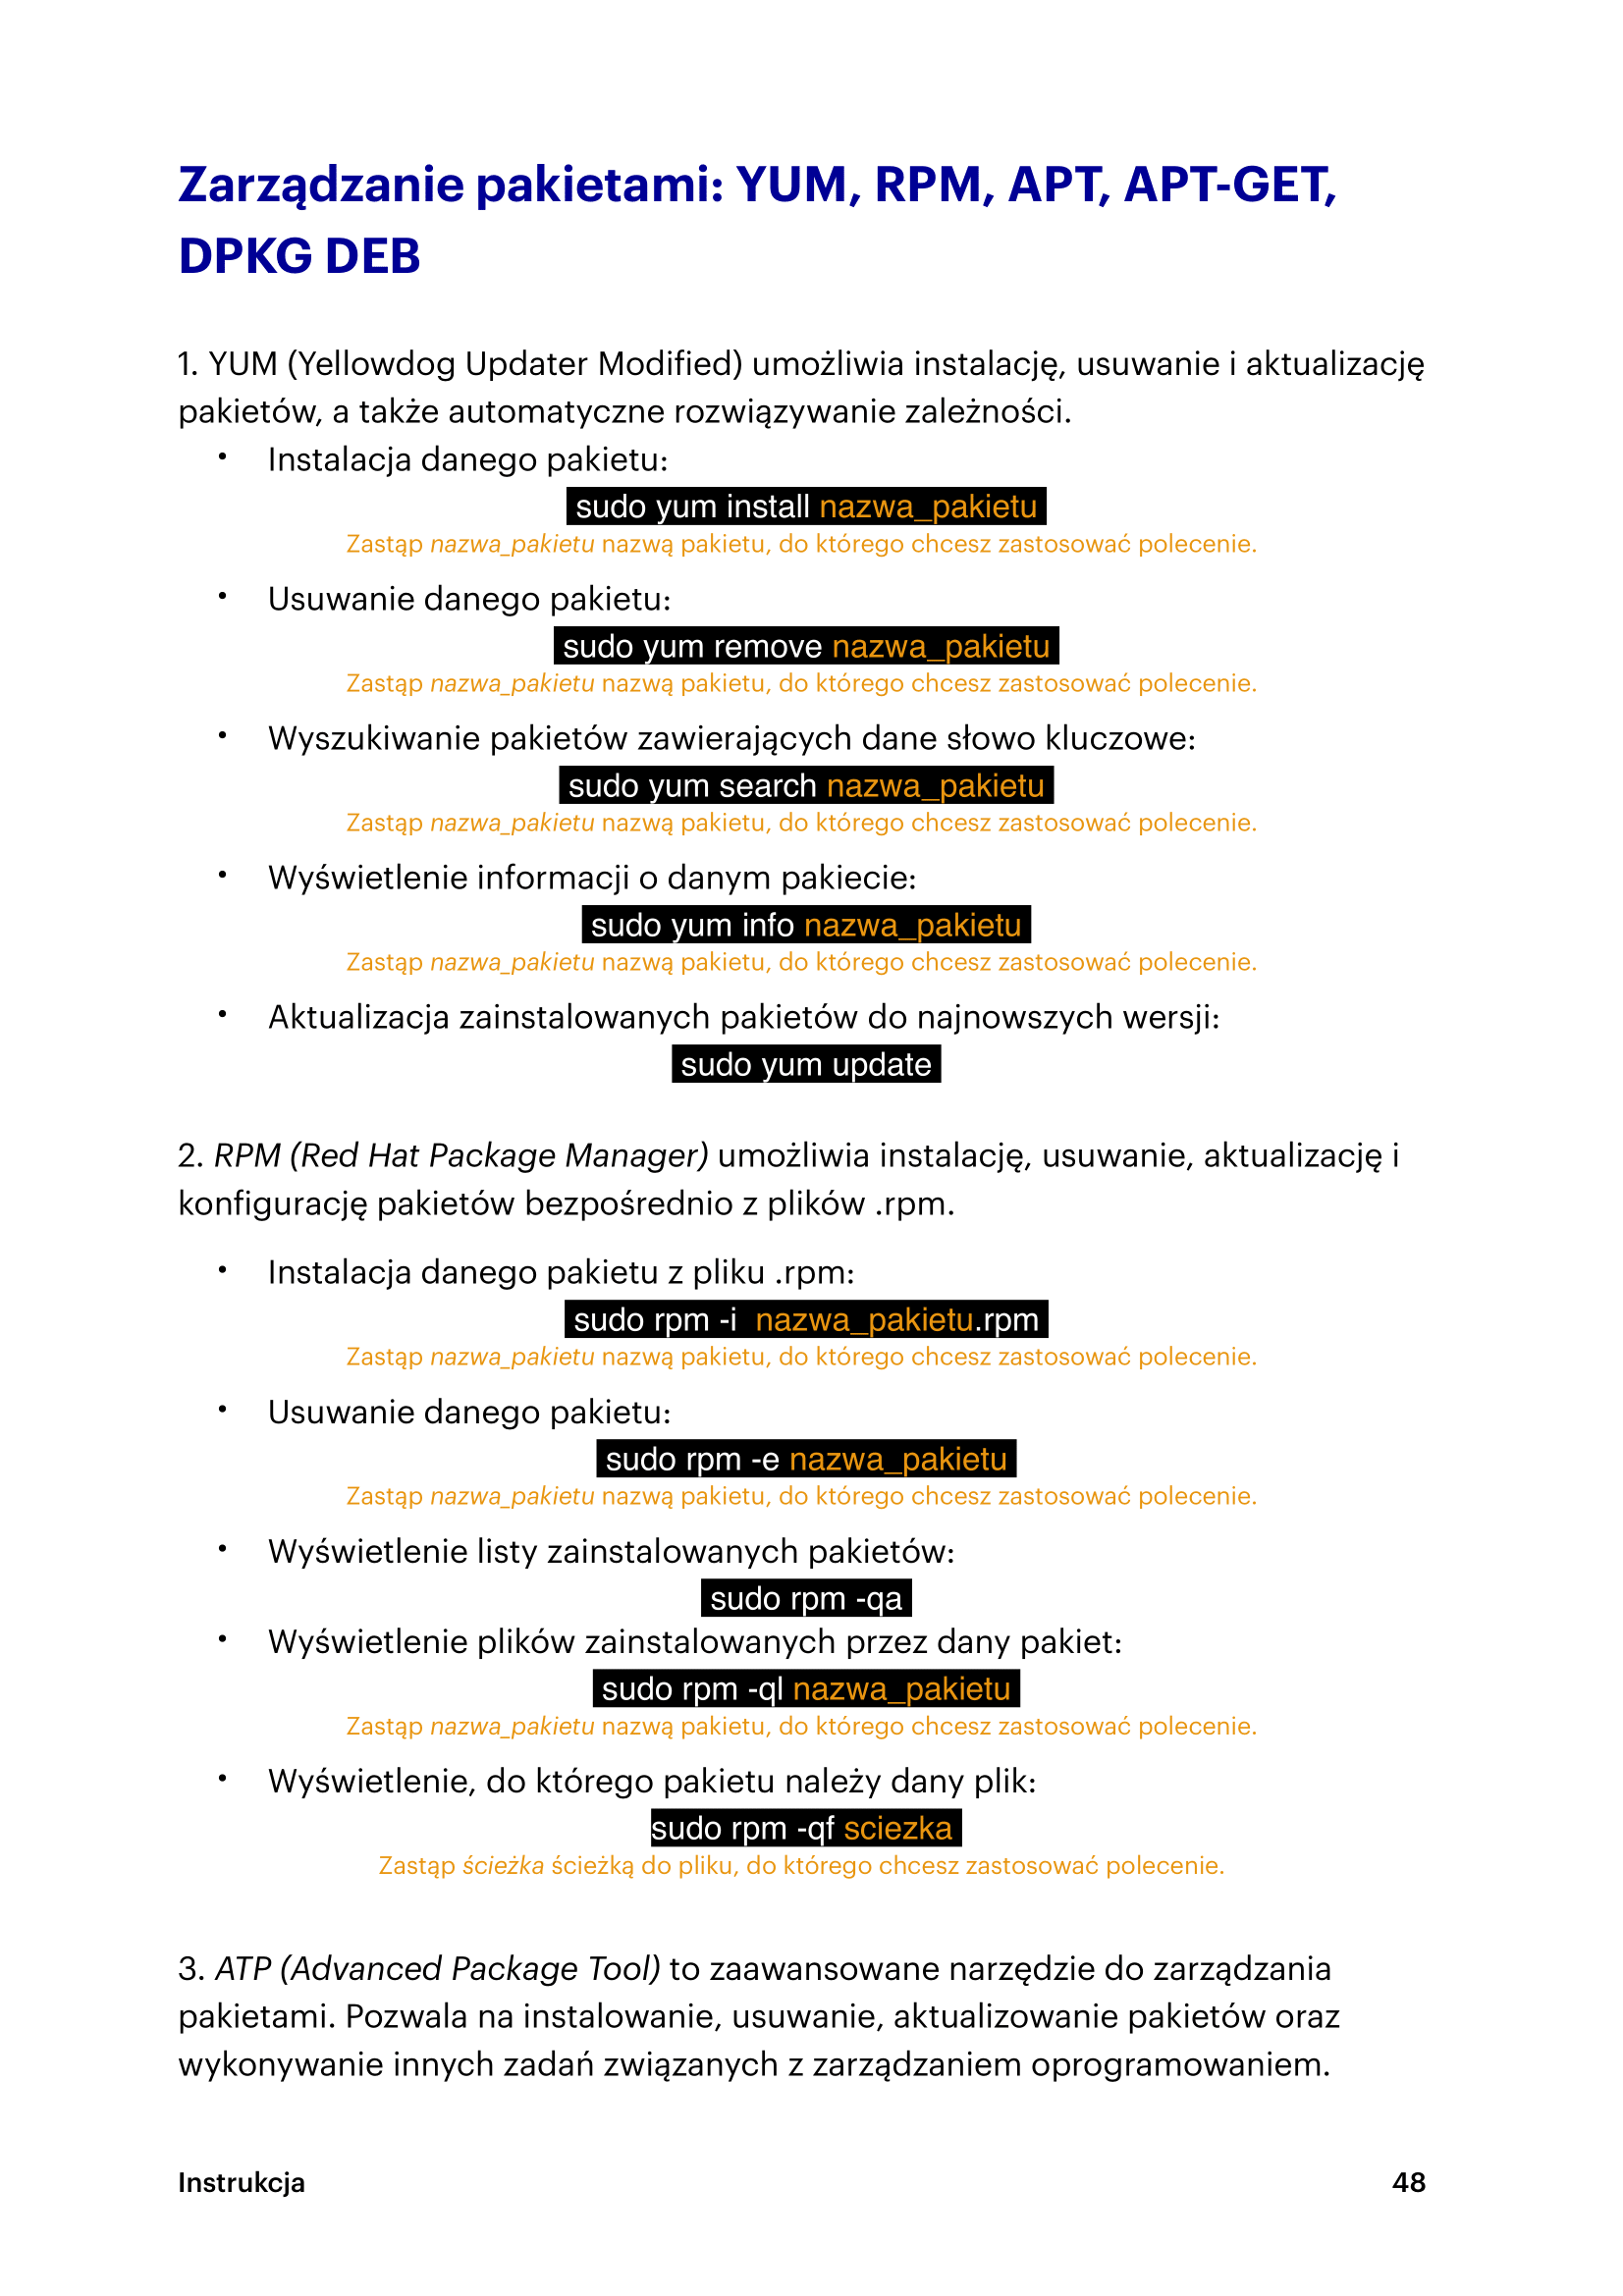 Zarządzanie pakietami: YUM, RPM, APT, APT-GET,
DPKG DEB
1. YUM (Yellowdog Updater Modified) umożliwia instalację, usuwanie i aktualizację
pakietów, a także automatyczne rozwiązywanie zależności.
• Instalacja danego pakietu:
sudo yum install nazwa_pakietu
Zastąp nazwa_pakietu nazwą pakietu, do którego chcesz zastosować polecenie.
• Usuwanie danego pakietu:
sudo yum remove nazwa_pakietu
Zastąp nazwa_pakietu nazwą pakietu, do którego chcesz zastosować polecenie.
• Wyszukiwanie pakietów zawierających dane słowo kluczowe:
sudo yum search nazwa_pakietu
Zastąp nazwa_pakietu nazwą pakietu, do którego chcesz zastosować polecenie.
• Wyświetlenie informacji o danym pakiecie:
sudo yum info nazwa_pakietu
Zastąp nazwa_pakietu nazwą pakietu, do którego chcesz zastosować polecenie.
• Aktualizacja zainstalowanych pakietów do najnowszych wersji:
sudo yum update
2. RPM (Red Hat Package Manager) umożliwia instalację, usuwanie, aktualizację i
konfigurację pakietów bezpośrednio z plików .rpm.
• Instalacja danego pakietu z pliku .rpm:
sudo rpm -i  nazwa_pakietu.rpm
Zastąp nazwa_pakietu nazwą pakietu, do którego chcesz zastosować polecenie.
• Usuwanie danego pakietu:
sudo rpm -e nazwa_pakietu
Zastąp nazwa_pakietu nazwą pakietu, do którego chcesz zastosować polecenie.
• Wyświetlenie listy zainstalowanych pakietów:
sudo rpm -qa
• Wyświetlenie plików zainstalowanych przez dany pakiet:
sudo rpm -ql nazwa_pakietu
Zastąp nazwa_pakietu nazwą pakietu, do którego chcesz zastosować polecenie.
• Wyświetlenie, do którego pakietu należy dany plik:
sudo rpm -qf sciezka
Zastąp ścieżka ścieżką do pliku, do którego chcesz zastosować polecenie.
3. ATP (Advanced Package Tool) to zaawansowane narzędzie do zarządzania
pakietami. Pozwala na instalowanie, usuwanie, aktualizowanie pakietów oraz
wykonywanie innych zadań związanych z zarządzaniem oprogramowaniem.
Instrukcja 48